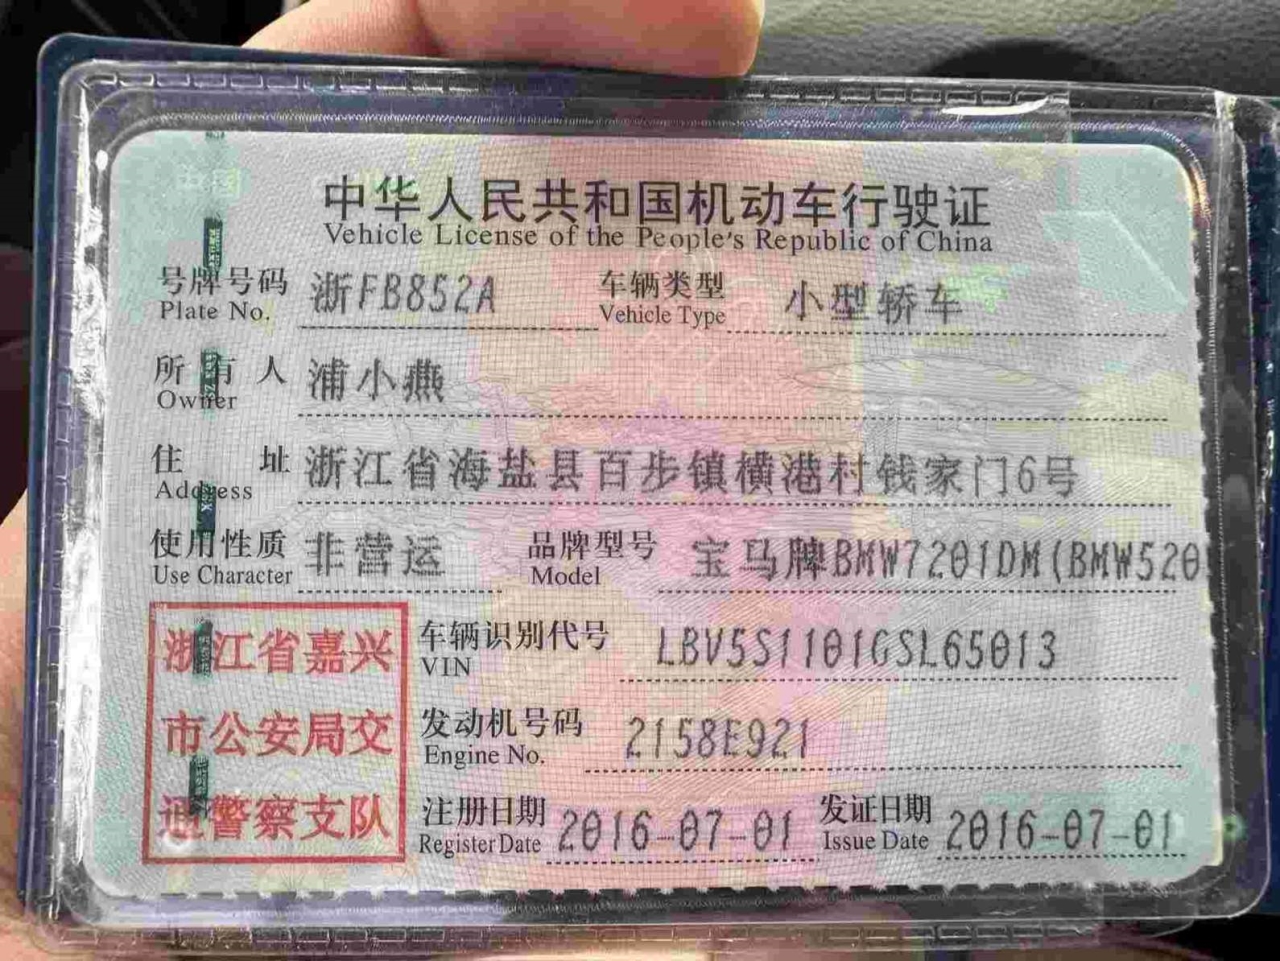 中华人民共和国机动车行驶证
Vehicle License of the People's Republic of China
号牌号码 浙FB852A 车辆类型 小型轿车
Plate No. Vehicle Type
所有人 浦小燕
Owner
住址 浙江省海盐县百步镇横港村钱家门6号
Address
使用性质 非营运 品牌型号 宝马牌BMW7201DM(BMW520
Use Character Model
浙江省嘉兴
市公安局交
通警察支队
车辆识别代号 LBV5S1101GSL65013
VIN
发动机号码 2158E921
Engine No.
注册日期 2016-07-01 发证日期 2016-07-01
Register Date Issue Date